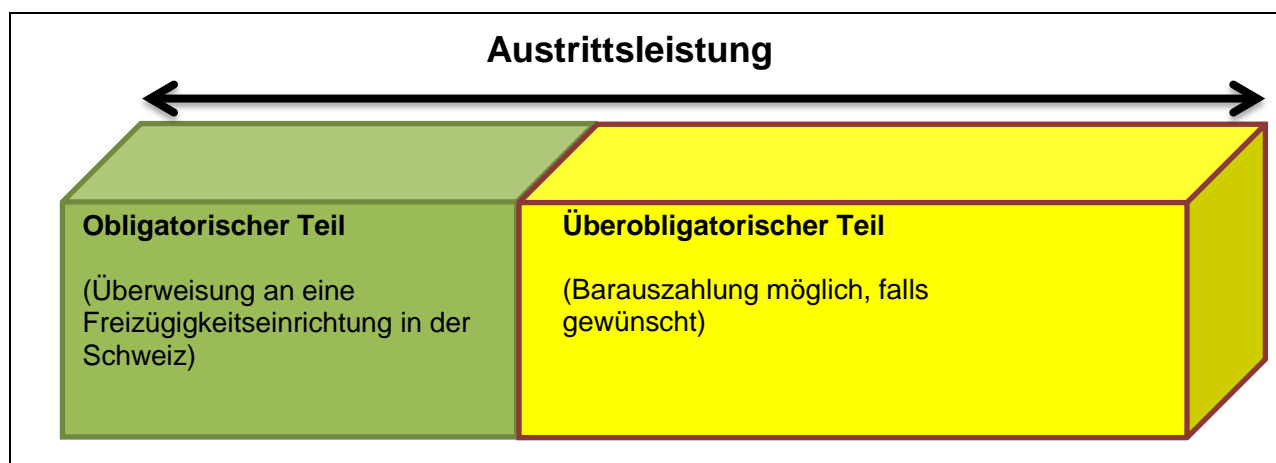 Austrittsleistung
Obligatorischer Teil
(Überweisung an eine
Freizügigkeitseinrichtung in der
Schweiz)
Überobligatorischer Teil
(Barauszahlung möglich, falls
gewünscht)